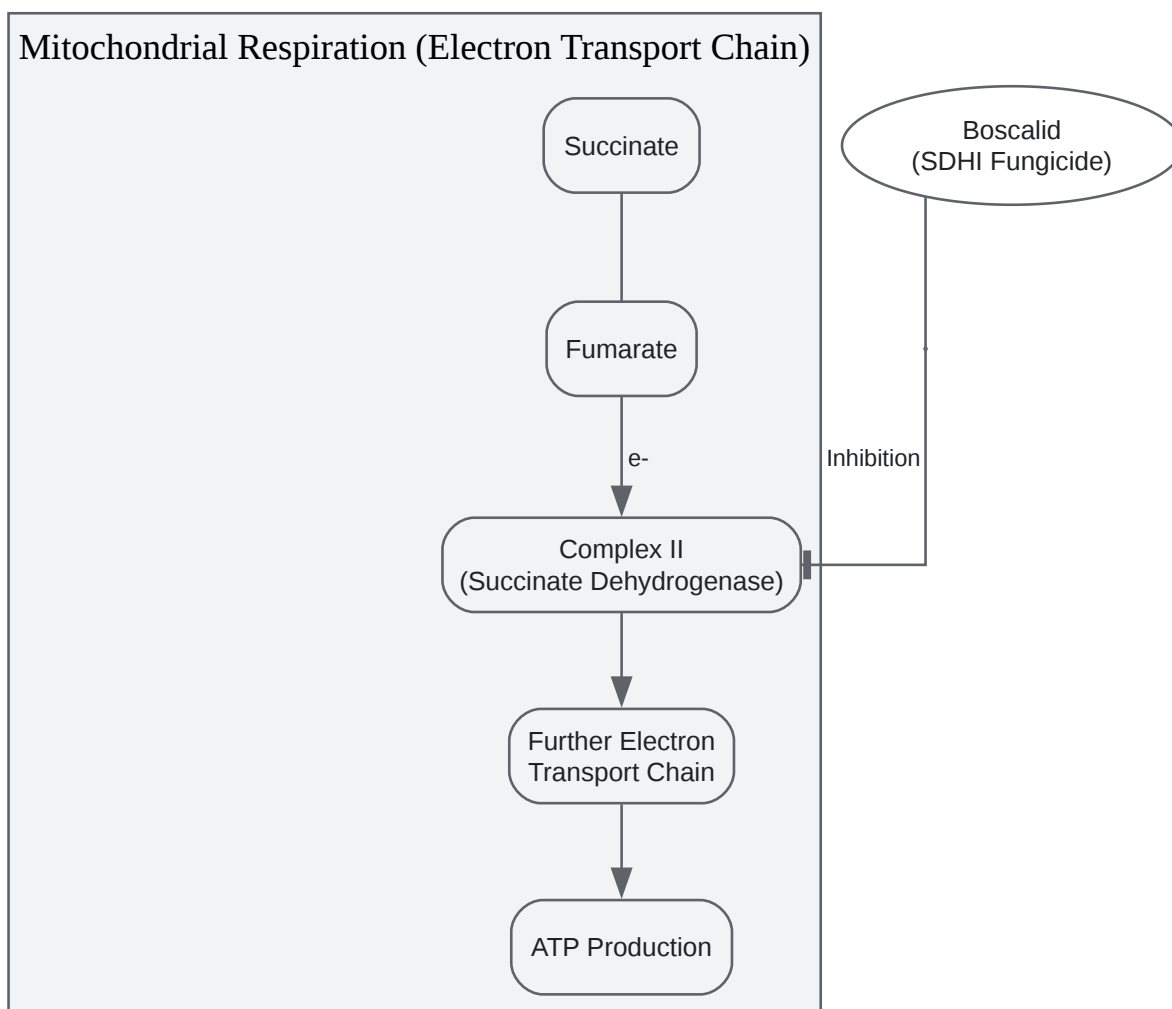 Mitochondrial Respiration (Electron Transport Chain)
Succinate
Boscalid
(SDHI Fungicide)
Fumarate
e-
Inhibition
Complex II
(Succinate Dehydrogenase)
Further Electron
Transport Chain
ATP Production